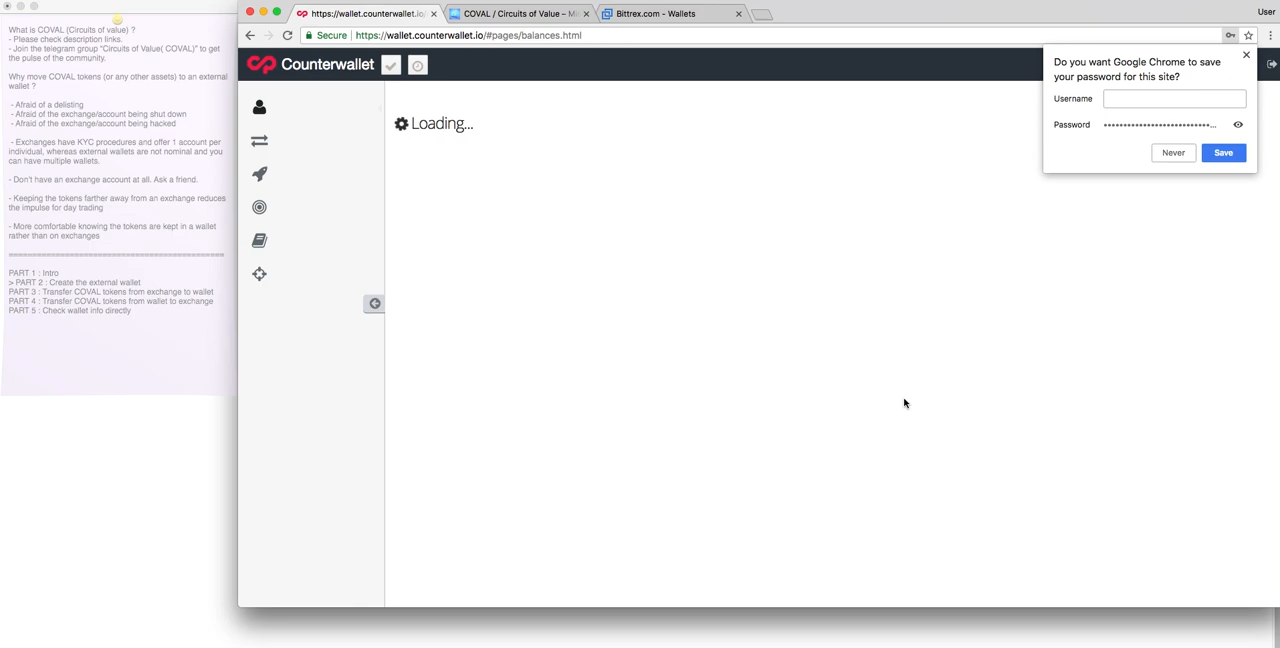 What is COVAL (Circuits of value) ?
- Please check description links.
- Join the telegram group "Circuits of Value( COVAL)" to get
the pulse of the community.
Why move COVAL tokens (or any other assets) to an external
wallet ?
- Afraid of a delisting
- Afraid of the exchange/account being shut down
- Afraid of the exchange/account being hacked
- Exchanges have KYC procedures and offer 1 account per
individual, whereas external wallets are not nominal and you
can have multiple wallets.
- Don't have an exchange account at all. Ask a friend.
- Keeping the tokens farther away from an exchange reduces
the impulse for day trading
- More comfortable knowing the tokens are kept in a wallet
rather than on exchanges
================================================
PART 1 : Intro
> PART 2 : Create the external wallet
PART 3 : Transfer COVAL tokens from exchange to wallet
PART 4 : Transfer COVAL tokens from wallet to exchange
PART 5 : Check wallet info directly
https://wallet.counterwallet.io/
COVAL / Circuits of Value – Mi
Bittrex.com - Wallets
User
Secure
https://wallet.counterwallet.io/#pages/balances.html
Counterwallet
Loading...
Do you want Google Chrome to save
your password for this site?
Username
Password
Never
Save